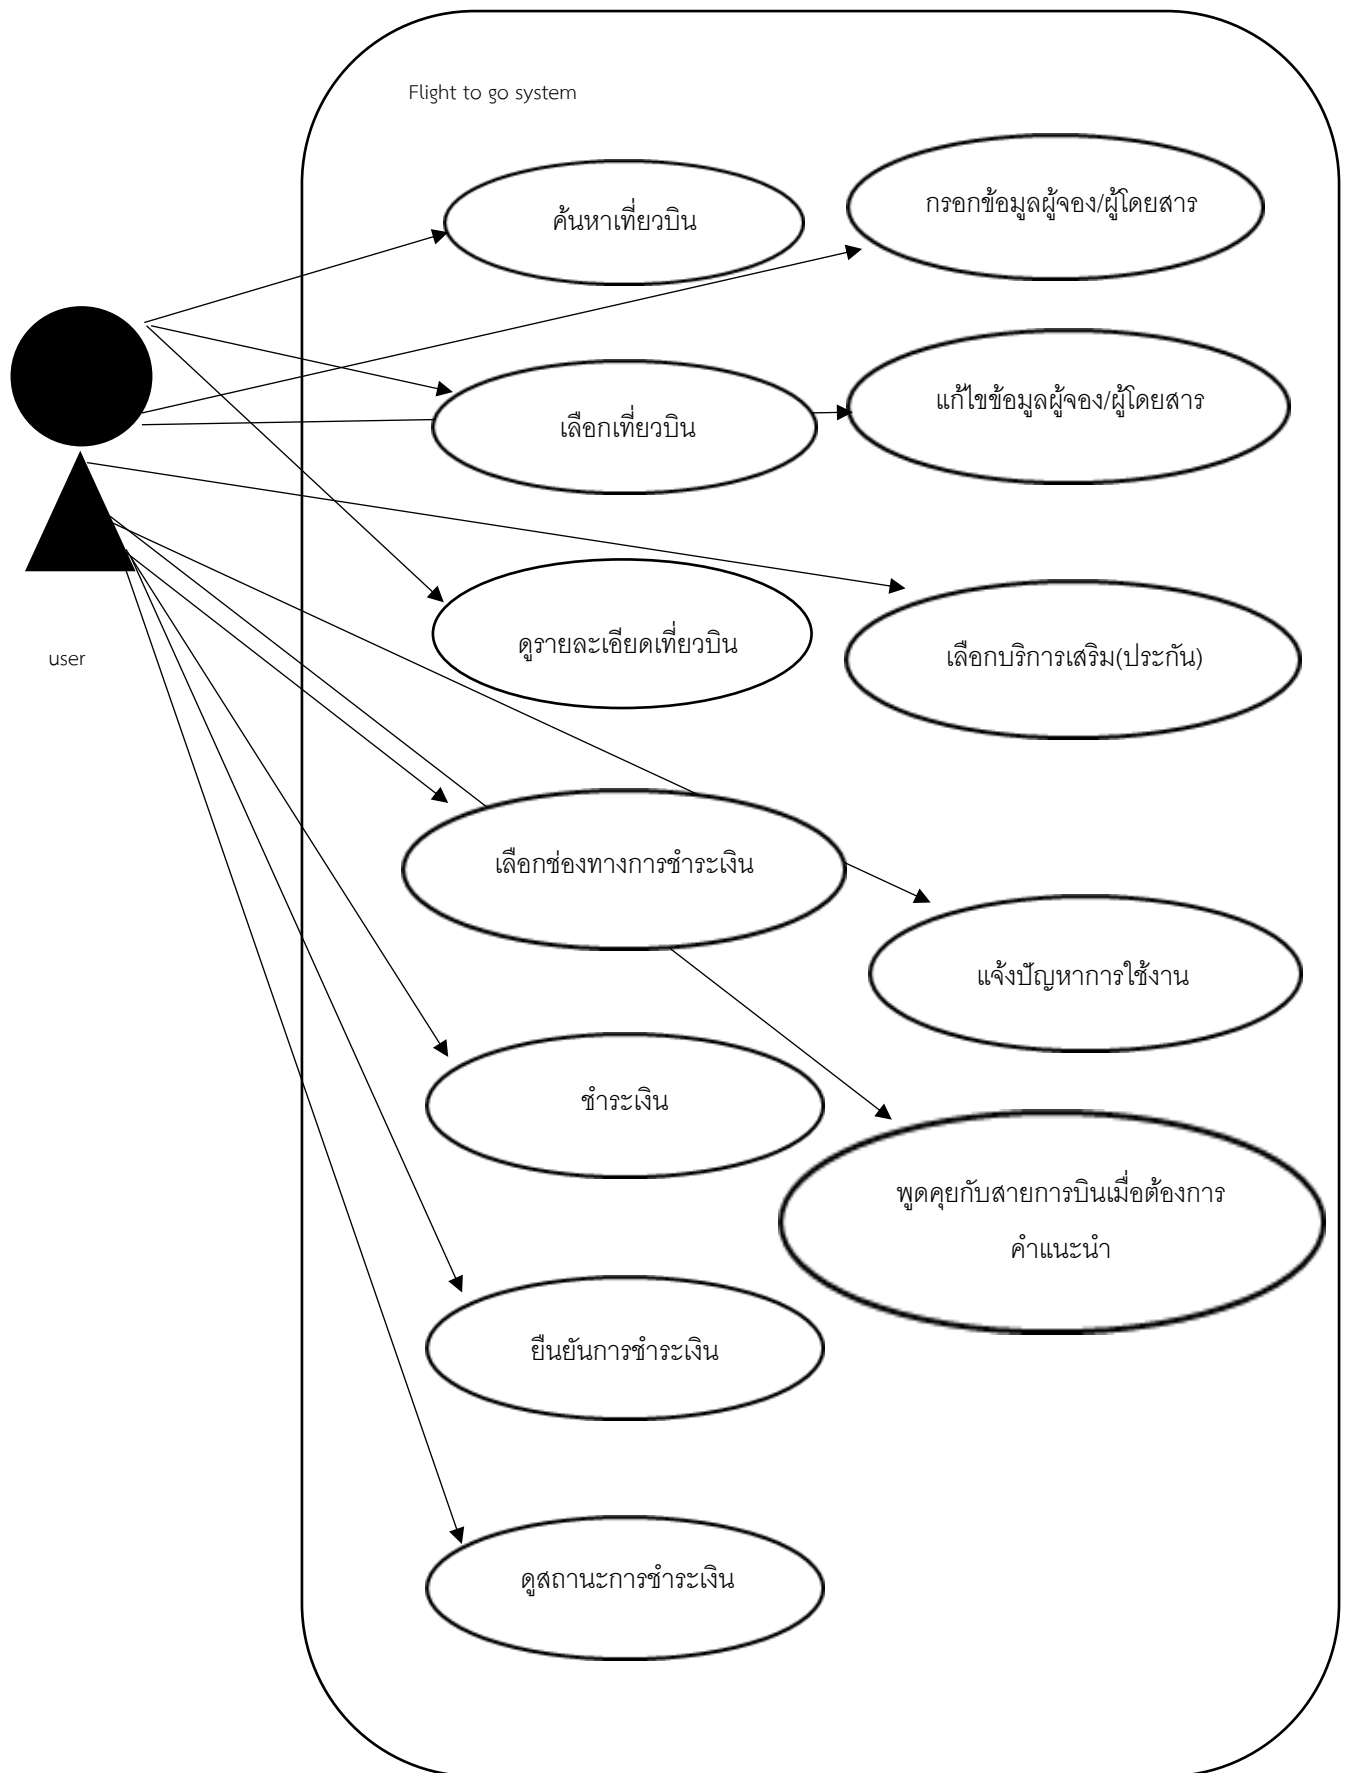 Flight to go system
ค้นหาเที่ยวบิน
กรอกข้อมูลผู้จอง/ผู้โดยสาร
เลือกเที่ยวบิน
แก้ไขข้อมูลผู้จอง/ผู้โดยสาร
ดูรายละเอียดเที่ยวบิน
เลือกบริการเสริม(ประกัน)
user
เลือกช่องทางการชำระเงิน
แจ้งปัญหาการใช้งาน
ชำระเงิน
พูดคุยกับสายการบินเมื่อต้องการ
คำแนะนำ
ยืนยันการชำระเงิน
ดูสถานะการชำระเงิน